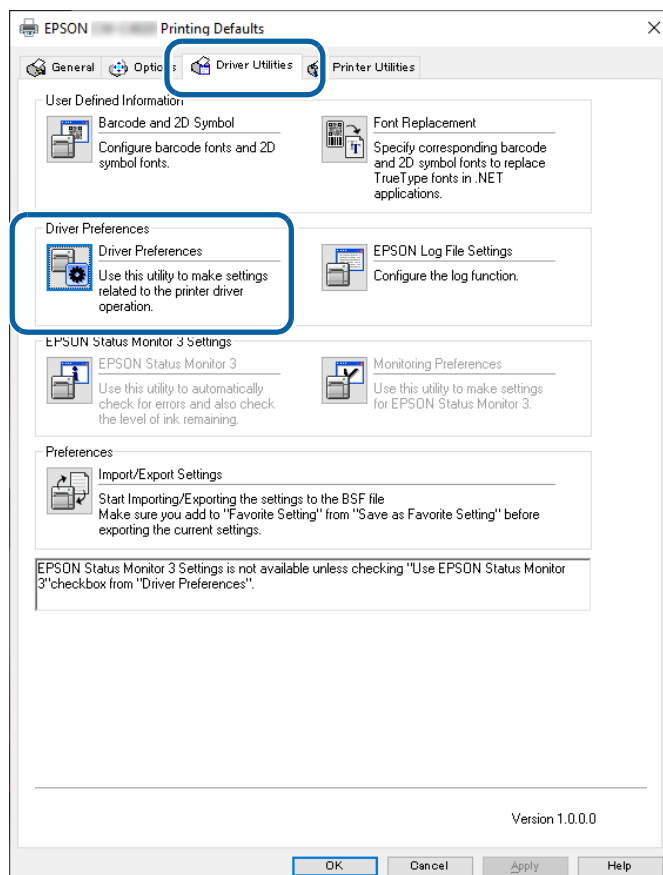 EPSON Printing Defaults
General Options Driver Utilities Printer Utilities
User Defined Information
Barcode and 2D Symbol
Configure barcode fonts and 2D
symbol fonts.
Font Replacement
Specify corresponding barcode
and 2D symbol fonts to replace
TrueType fonts in .NET
applications.
Driver Preferences
Driver Preferences
Use this utility to make settings
related to the printer driver
operation.
EPSON Log File Settings
Configure the log function.
EPSON Status Monitor 3 Settings
EPSON Status Monitor 3
Use this utility to automatically
check for errors and also check
the level of ink remaining.
Monitoring Preferences
Use this utility to make settings
for EPSON Status Monitor 3.
Preferences
Import/Export Settings
Start Importing/Exporting the settings to the BSF file
Make sure you add to "Favorite Setting" from "Save as Favorite Setting" before
exporting the current settings.
EPSON Status Monitor 3 Settings is not available unless checking "Use EPSON Status Monitor
3"checkbox from "Driver Preferences".
Version 1.0.0.0
OK Cancel Apply Help